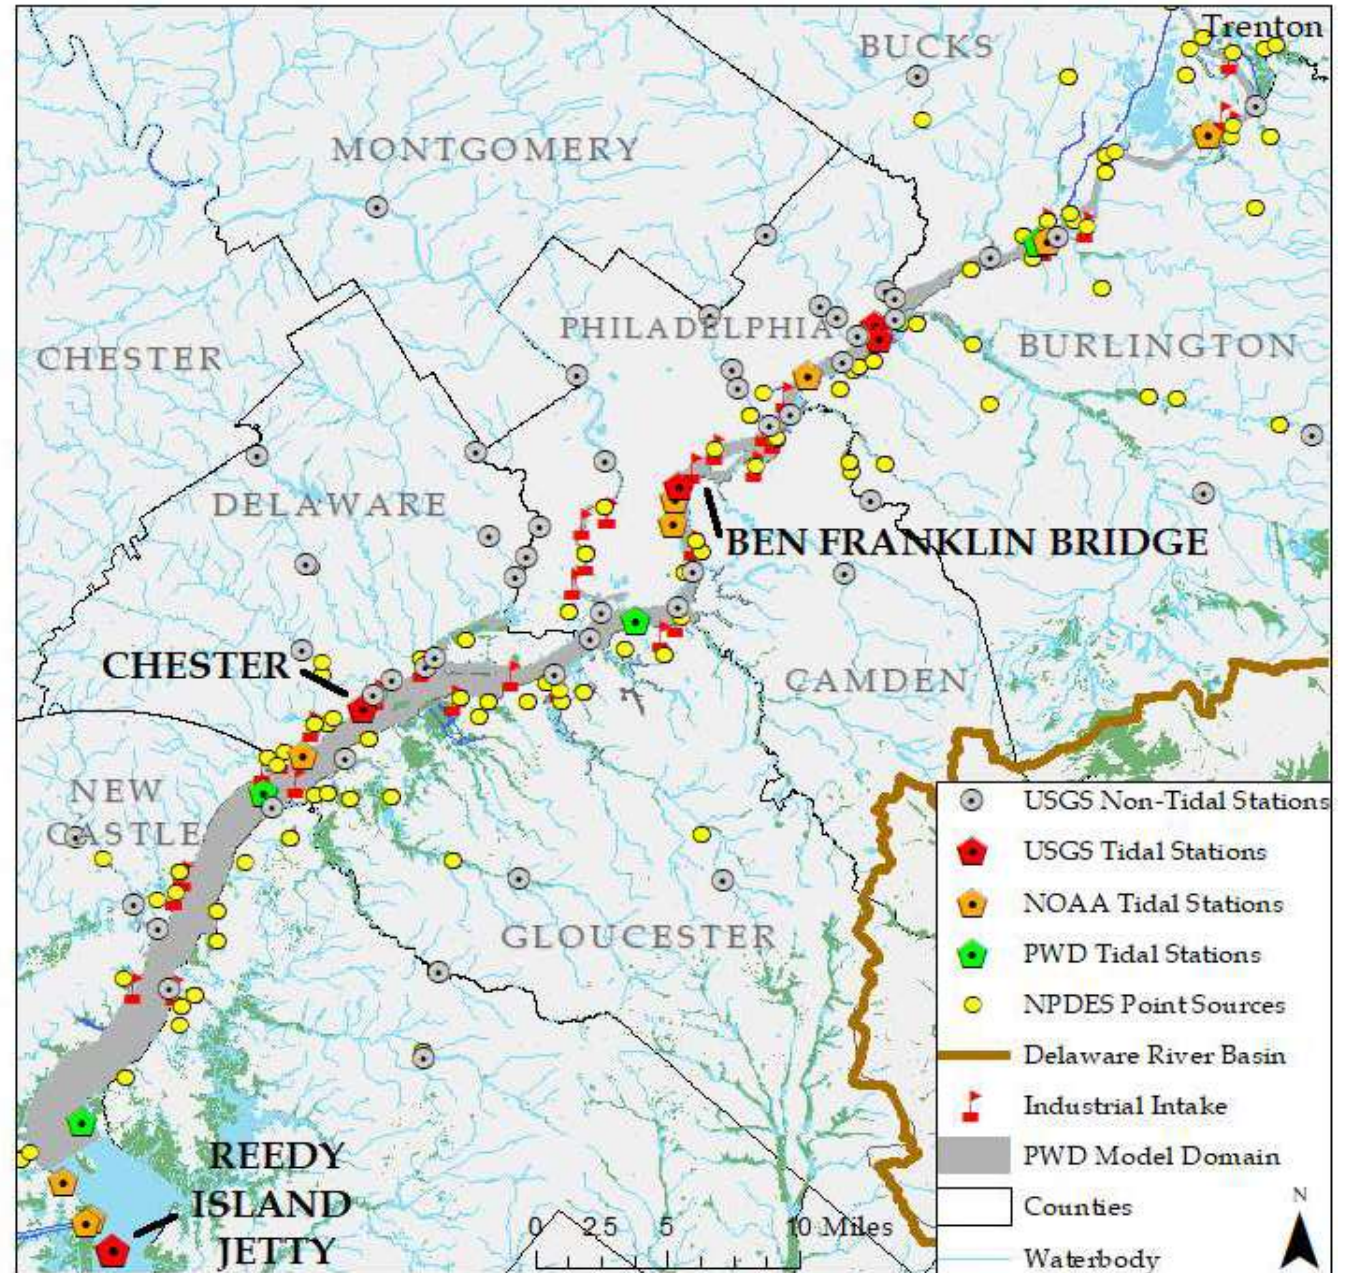 Trenton
BUCKS
MONTGOMERY
PHILADELPHIA
CHESTER
BURLINGTON
DELAWARE
BEN FRANKLIN BRIDGE
CHESTER
CAMDEN
NEW
CASTLE
GLOUCESTER
REEDY
ISLAND
JETTY
0 2.5 5 10 Miles
USGS Non-Tidal Stations
USGS Tidal Stations
NOAA Tidal Stations
PWD Tidal Stations
NPDES Point Sources
Delaware River Basin
Industrial Intake
PWD Model Domain
Counties
Waterbody
N